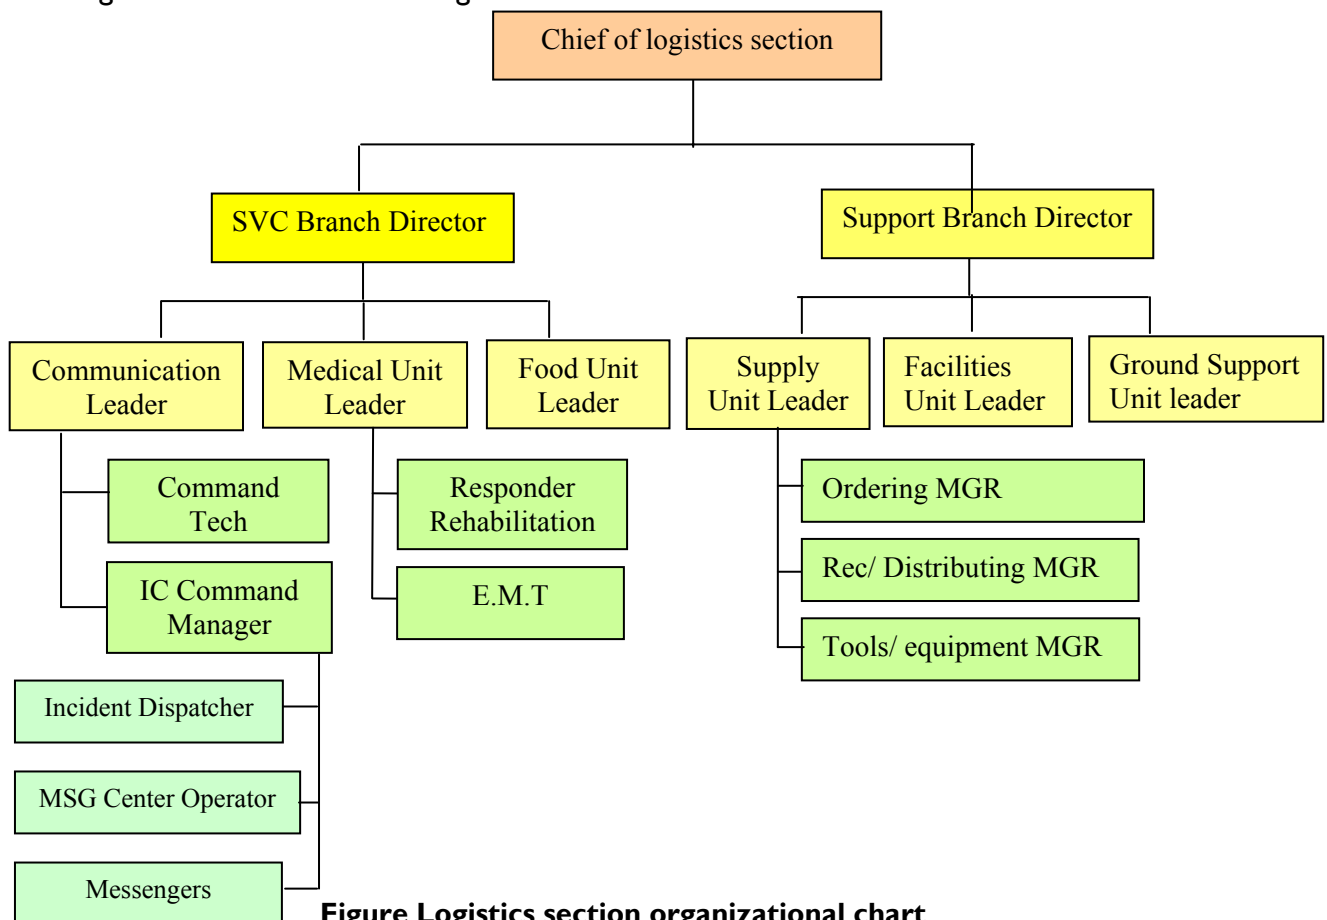 Chief of logistics section
SVC Branch Director
Support Branch Director
Communication
Leader
Medical Unit
Leader
Food Unit
Leader
Supply
Unit Leader
Facilities
Unit Leader
Ground Support
Unit leader
Command
Tech
IC Command
Manager
Responder
Rehabilitation
E.M.T
Ordering MGR
Rec/ Distributing MGR
Tools/ equipment MGR
Incident Dispatcher
MSG Center Operator
Messengers
Figure Logistics section organizational chart